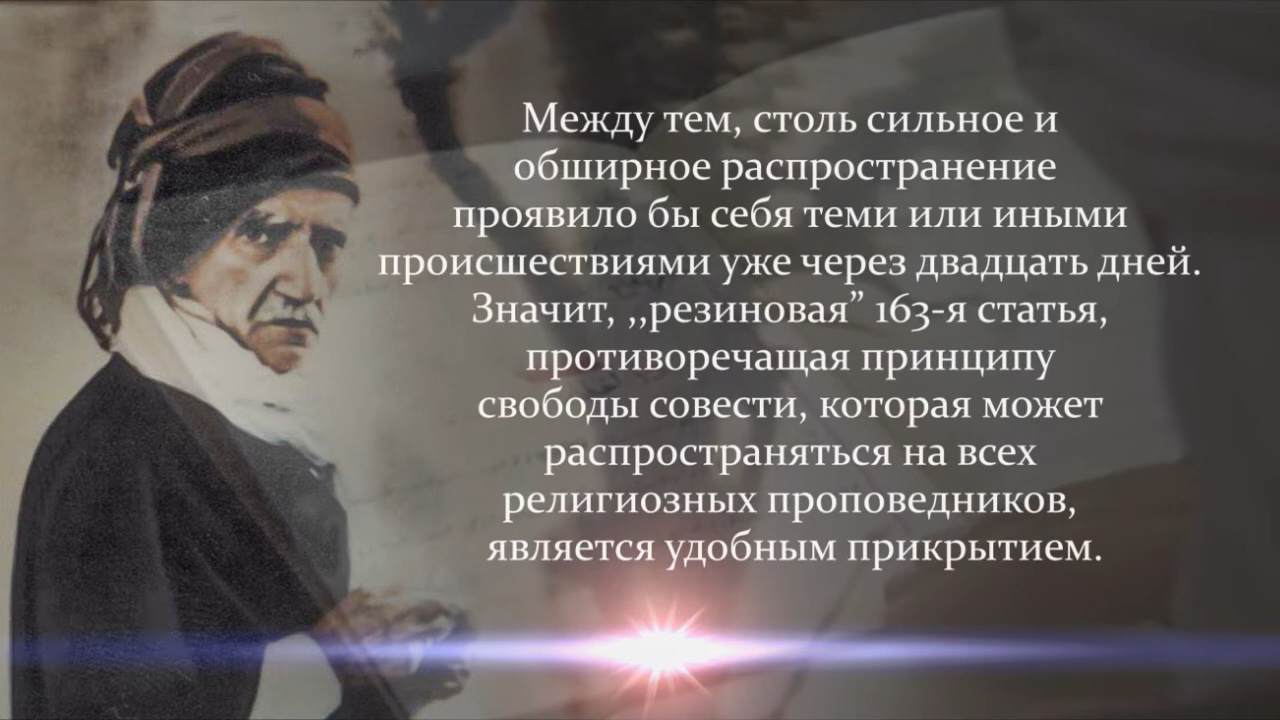 Между тем, столь сильное и
обширное распространение
проявило бы себя теми или иными
происшествиями уже через двадцать дней.
Значит, ,,резиновая” 163-я статья,
противоречащая принципу
свободы совести, которая может
распространяться на всех
религиозных проповедников,
является удобным прикрытием.